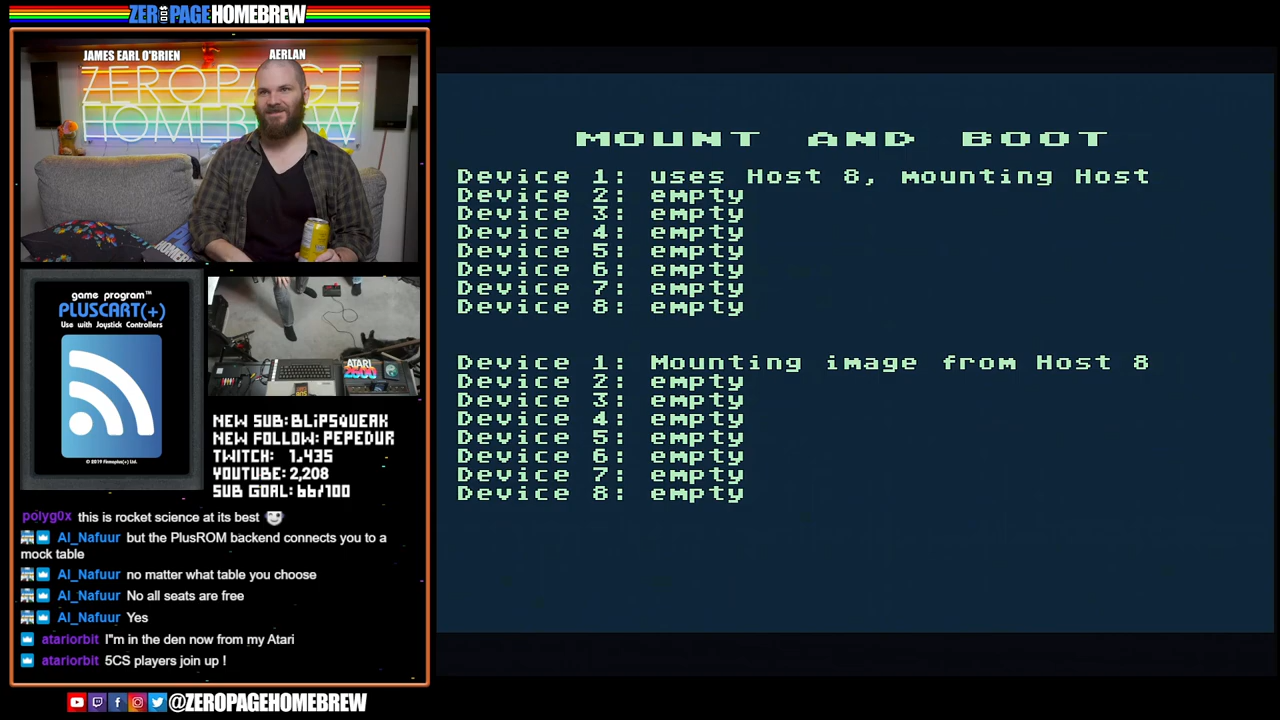 ZEROPAGEHOMEBREW
JAMES EARL O'BRIEN
AERLAN
ZEROPAGE
HOMEBREW
MOUNT AND BOOT
Device 1: uses Host 8, mounting Host
Device 2: empty
Device 3: empty
Device 4: empty
Device 5: empty
Device 6: empty
Device 7: empty
Device 8: empty
Device 1: Mounting image from Host 8
Device 2: empty
Device 3: empty
Device 4: empty
Device 5: empty
Device 6: empty
Device 7: empty
Device 8: empty
game program™
PLUSCART(+)
Use with Joystick Controllers
ATARI
2600
NEW SUB: BLIPSQUEAK
NEW FOLLOW: PEPEDUR
TWITCH: 1,435
YOUTUBE: 2,208
SUB GOAL: 66/100
polyg0x this is rocket science at its best
Al_Nafuur but the PlusROM backend connects you to a
mock table
Al_Nafuur no matter what table you choose
Al_Nafuur No all seats are free
Al_Nafuur Yes
atariorbit I"m in the den now from my Atari
atariorbit 5CS players join up !
@ZEROPAGEHOMEBREW